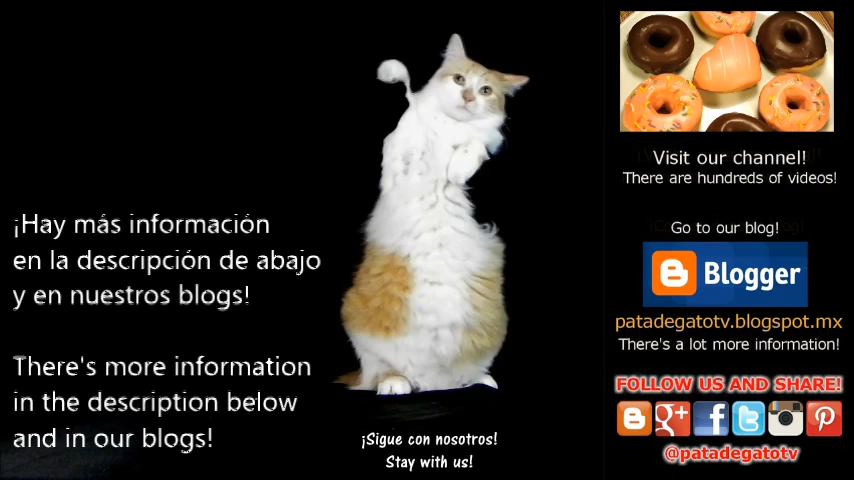 ¡Hay más información
en la descripción de abajo
y en nuestros blogs!
There's more information
in the description below
and in our blogs!
¡Sigue con nosotros!
Stay with us!
Visit our channel!
There are hundreds of videos!
Go to our blog!
Blogger
patadegatotv.blogspot.mx
There's a lot more information!
FOLLOW US AND SHARE!
@patadegatotv